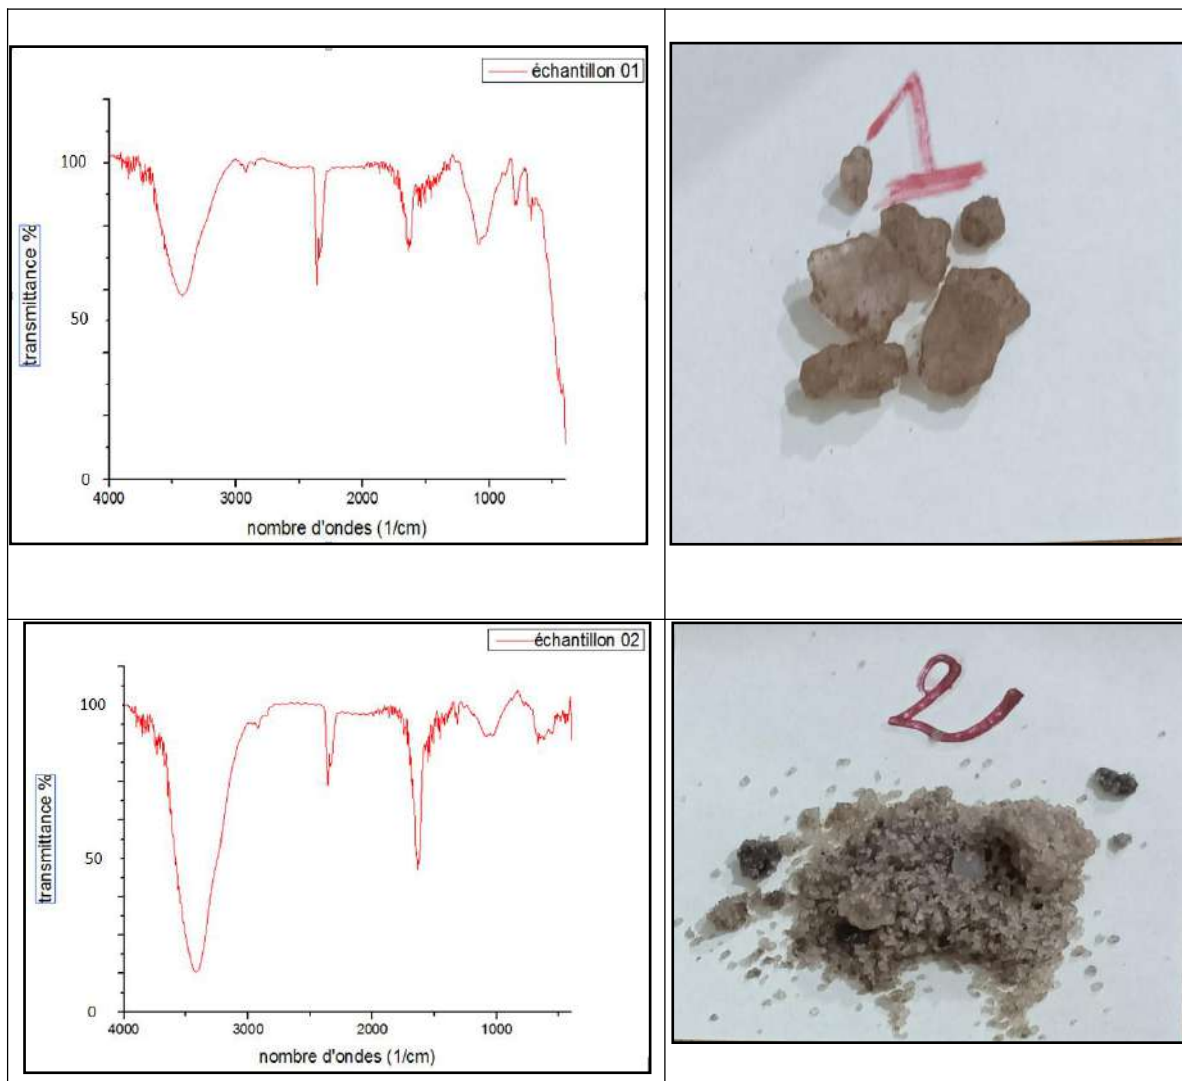 échantillon 01
100
50
0
transmittance %
4000 3000 2000 1000
nombre d'ondes (1/cm)
1
échantillon 02
100
50
0
transmittance %
4000 3000 2000 1000
nombre d'ondes (1/cm)
2